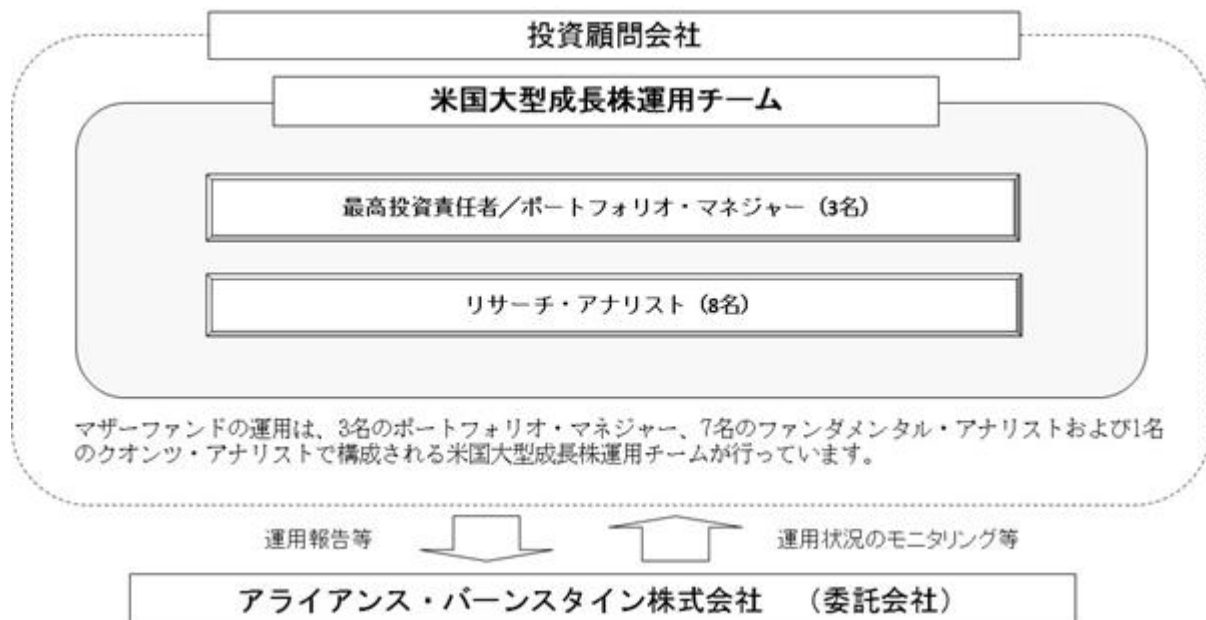 投資顧問会社
米国大型成長株運用チーム
最高投資責任者／ポートフォリオ・マネジャー（3名）
リサーチ・アナリスト（8名）
マザーファンドの運用は、3名のポートフォリオ・マネジャー、7名のファンダメンタル・アナリストおよび1名
のクオンツ・アナリストで構成される米国大型成長株運用チームが行っています。
運用報告等
運用状況のモニタリング等
アライアンス・バーンスタイン株式会社　（委託会社）